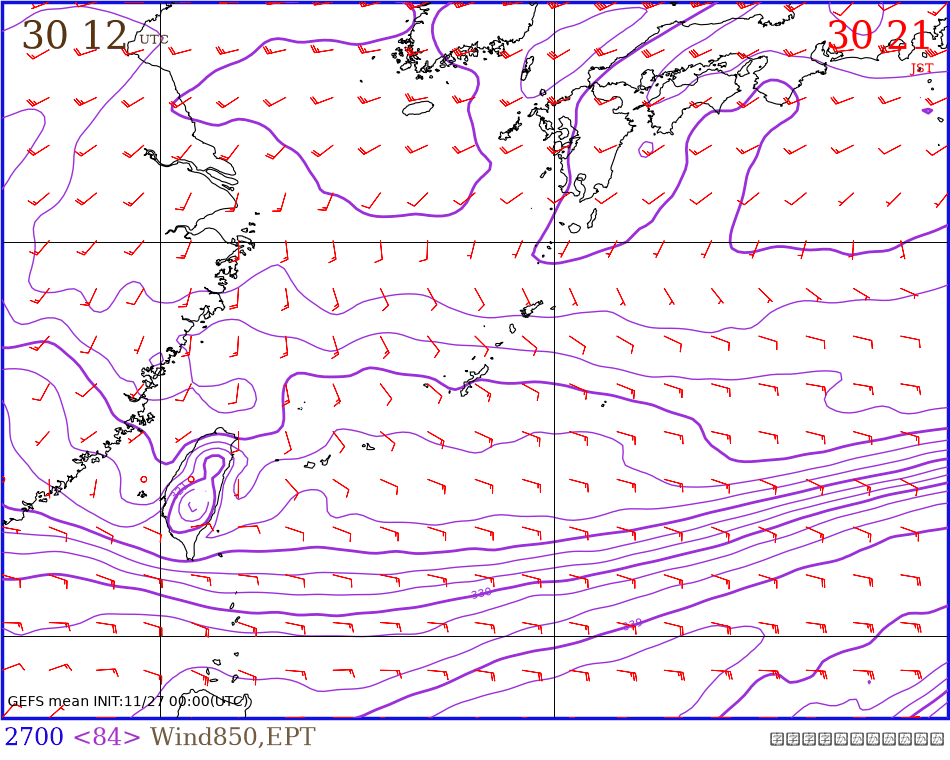 30 12 UTC
30 21
JST
330
330
GEFS mean INIT:11/27 00:00(UTC)
2700 <84> Wind850,EPT